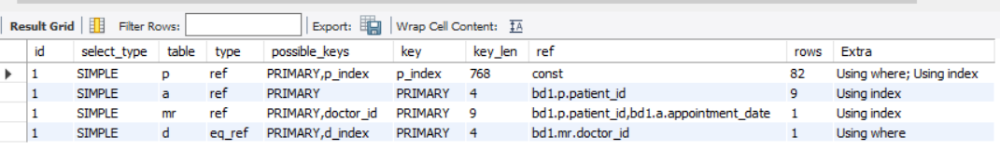 Result Grid Filter Rows: Export: Wrap Cell Content: IA
id select_type table type possible_keys key key_len ref rows Extra
1 SIMPLE p ref PRIMARY,p_index p_index 768 const 82 Using where; Using index
1 SIMPLE a ref PRIMARY PRIMARY 4 bd1.p.patient_id 9 Using index
1 SIMPLE mr ref PRIMARY,doctor_id PRIMARY 9 bd1.p.patient_id,bd1.a.appointment_date 1 Using index
1 SIMPLE d eq_ref PRIMARY,d_index PRIMARY 4 bd1.mr.doctor_id 1 Using where